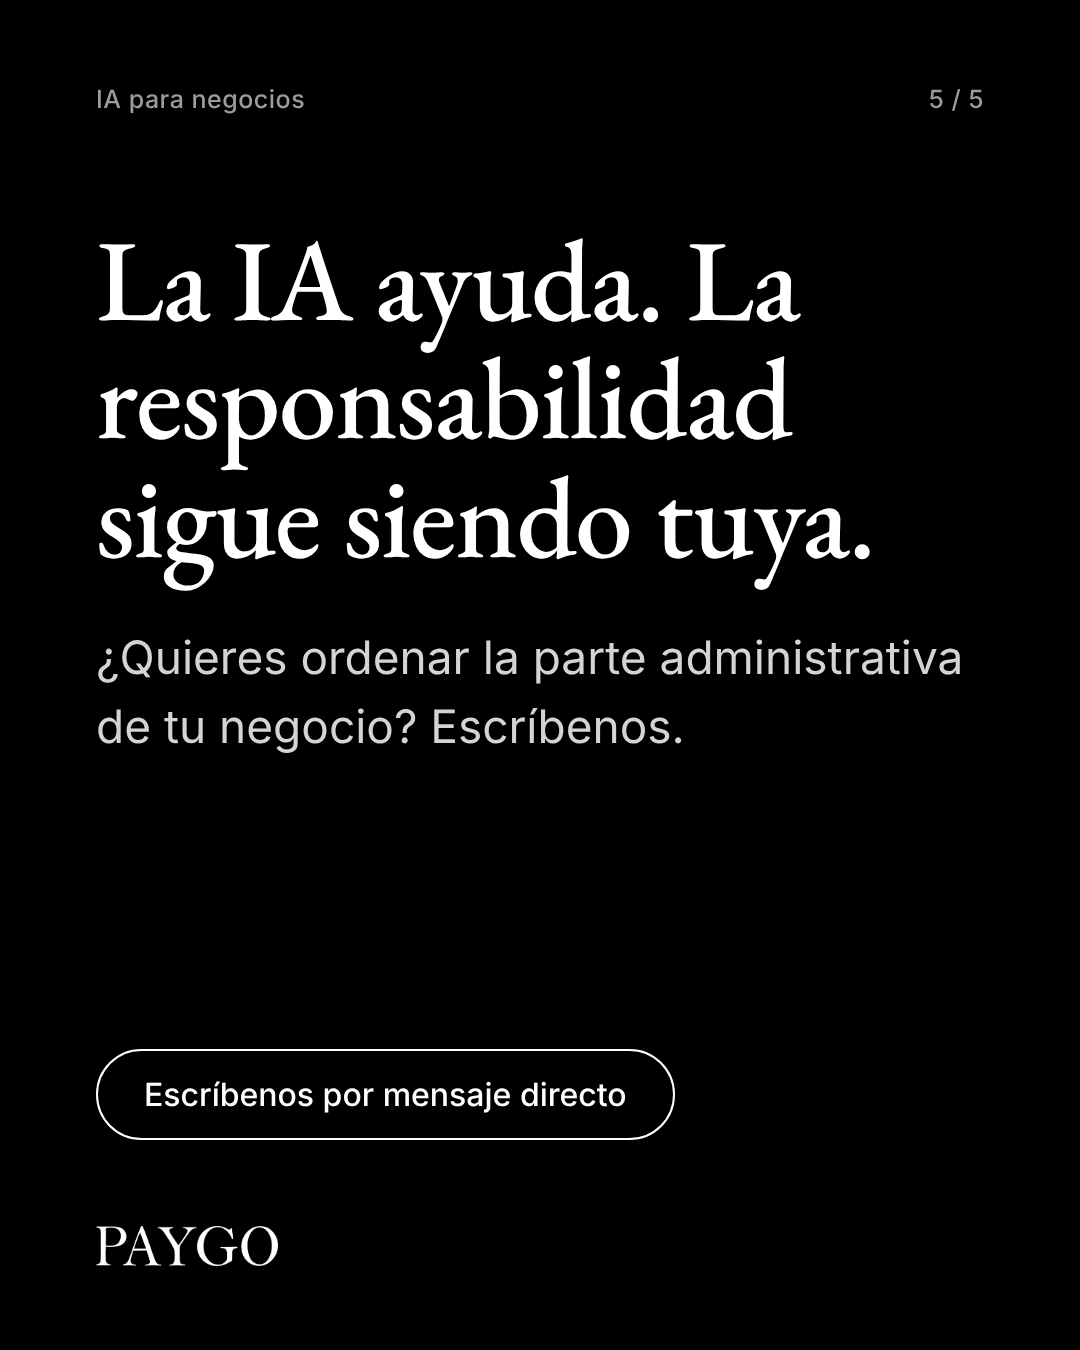 IA para negocios
5 / 5
La IA ayuda. La
responsabilidad
sigue siendo tuya.
¿Quieres ordenar la parte administrativa
de tu negocio? Escríbenos.
Escríbenos por mensaje directo
PAYGO